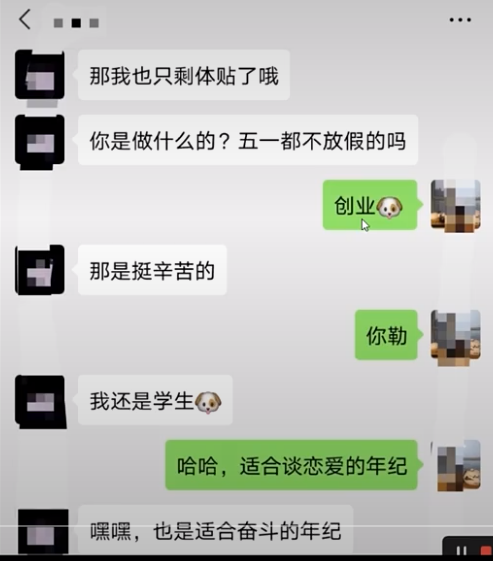 那我也只剩体贴了哦
你是做什么的？五一都不放假的吗
创业🐶
那是挺辛苦的
你勒
我还是学生🐶
哈哈，适合谈恋爱的年纪
嘿嘿，也是适合奋斗的年纪